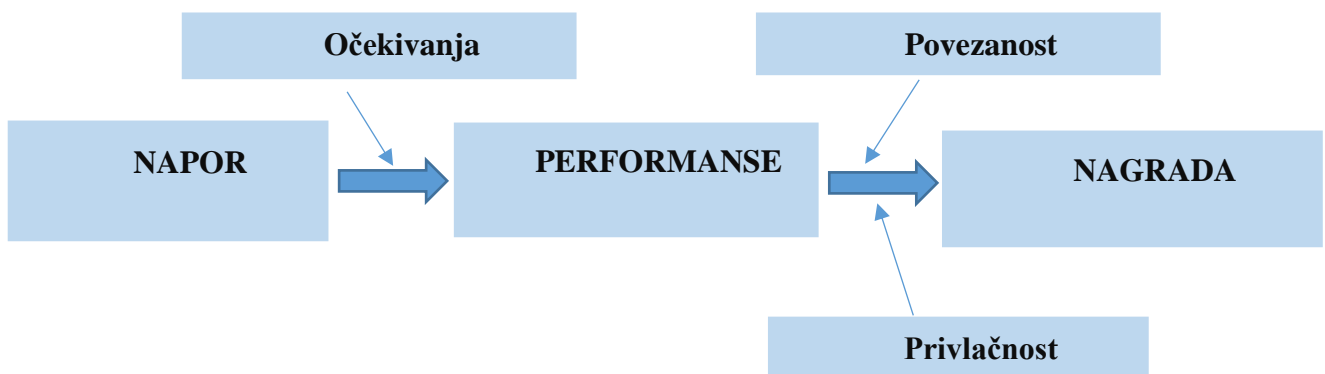 Očekivanja
Povezanost
NAPOR
PERFORMANSE
NAGRADA
Privlačnost